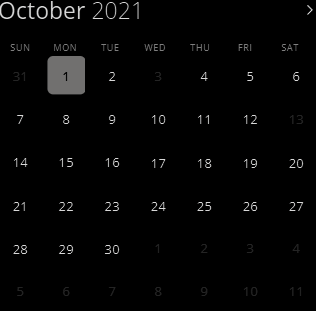 October 2021
SUN MON TUE WED THU FRI SAT
31 1 2 3 4 5 6
7 8 9 10 11 12 13
14 15 16 17 18 19 20
21 22 23 24 25 26 27
28 29 30 1 2 3 4
5 6 7 8 9 10 11